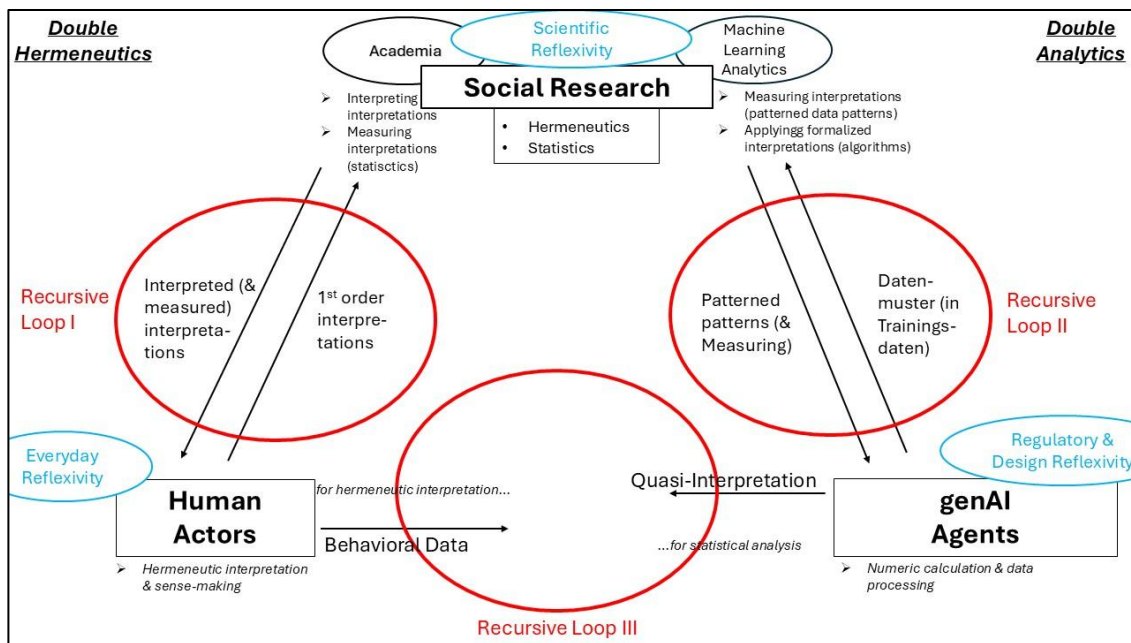 Double
Hermeneutics
Academia
Scientific
Reflexivity
Machine
Learning
Analytics
Double
Analytics
Social Research
Interpreting
interpretations
Measuring
interpretations
(statisctics)
Hermeneutics
Statistics
Measuring interpretations
(patterned data patterns)
Applyingg formalized
interpretations (algorithms)
Recursive
Loop I
Interpreted (&
measured)
interpreta-
tions
1st order
interpre-
tations
Patterned
patterns (&
Measuring)
Daten-
muster (in
Trainings-
daten)
Recursive
Loop II
Everyday
Reflexivity
Human
Actors
Hermeneutic interpretation
& sense-making
for hermeneutic interpretation...
Behavioral Data
Quasi-Interpretation
...for statistical analysis
Regulatory &
Design Reflexivity
genAI
Agents
Numeric calculation & data
processing
Recursive Loop III